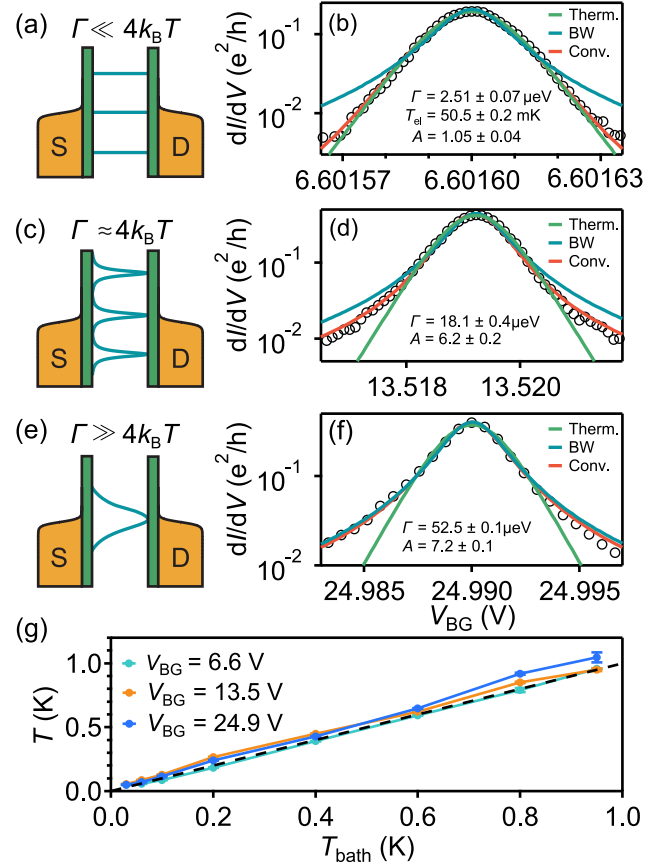 (a) Γ ≪ 4k_BT
S D
(b)
dI/dV (e²/h)
10⁻¹
10⁻²
Therm.
BW
Conv.
Γ = 2.51 ± 0.07 µeV
T_el = 50.5 ± 0.2 mK
A = 1.05 ± 0.04
6.60157 6.60160 6.60163
(c) Γ ≈ 4k_BT
S D
(d)
dI/dV (e²/h)
10⁻¹
10⁻²
Therm.
BW
Conv.
Γ = 18.1 ± 0.4µeV
A = 6.2 ± 0.2
13.518 13.520
(e) Γ ≫ 4k_BT
S D
(f)
dI/dV (e²/h)
10⁻¹
10⁻²
Therm.
BW
Conv.
Γ = 52.5 ± 0.1µeV
A = 7.2 ± 0.1
24.985 24.990 24.995
V_BG (V)
(g)
T (K)
1.0
0.5
0.0
V_BG = 6.6 V
V_BG = 13.5 V
V_BG = 24.9 V
0.0 0.2 0.4 0.6 0.8 1.0
T_bath (K)